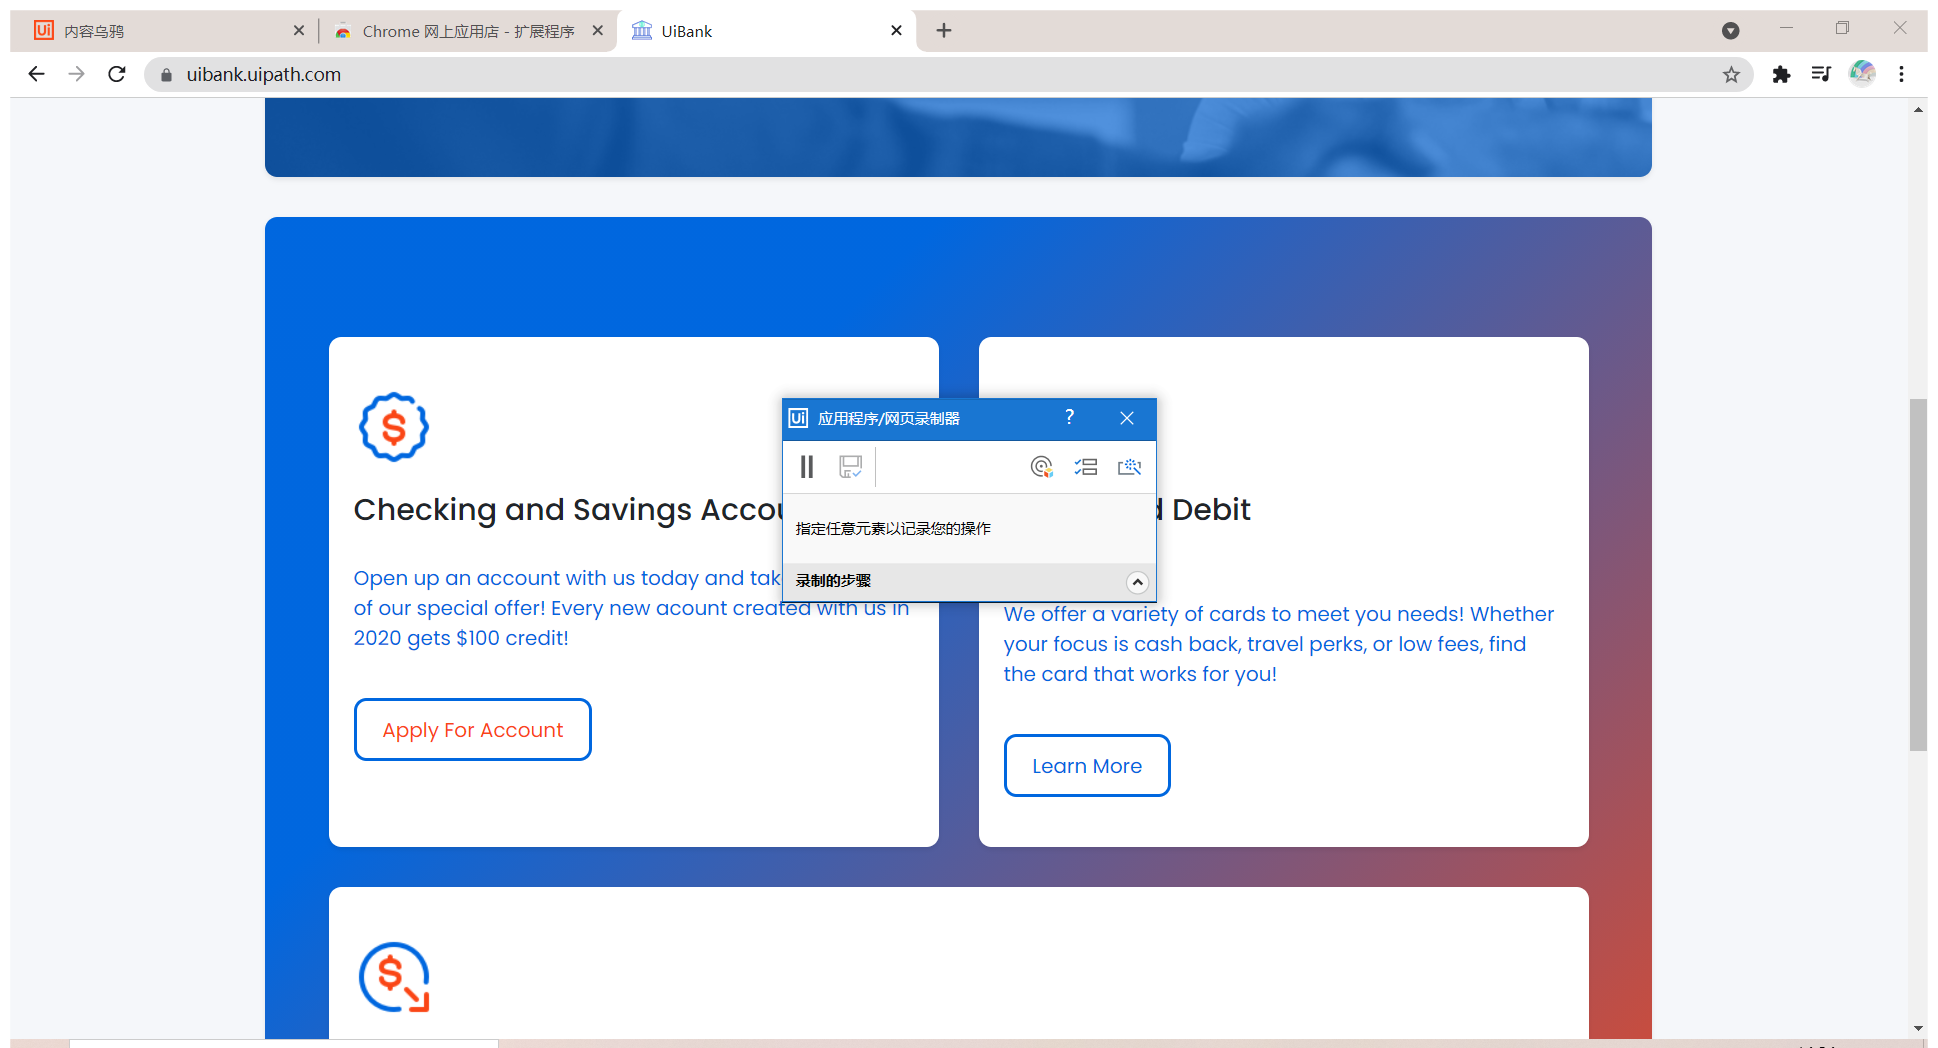 Ui 内容乌鸦
Chrome 网上应用店 - 扩展程序
UiBank
uibank.uipath.com
$
Checking and Savings Accou
Open up an account with us today and tak
of our special offer! Every new acount created with us in
2020 gets $100 credit!
Apply For Account
Ui 应用程序/网页录制器 ?
指定任意元素以记录您的操作
录制的步骤
d Debit
We offer a variety of cards to meet you needs! Whether
your focus is cash back, travel perks, or low fees, find
the card that works for you!
Learn More
$